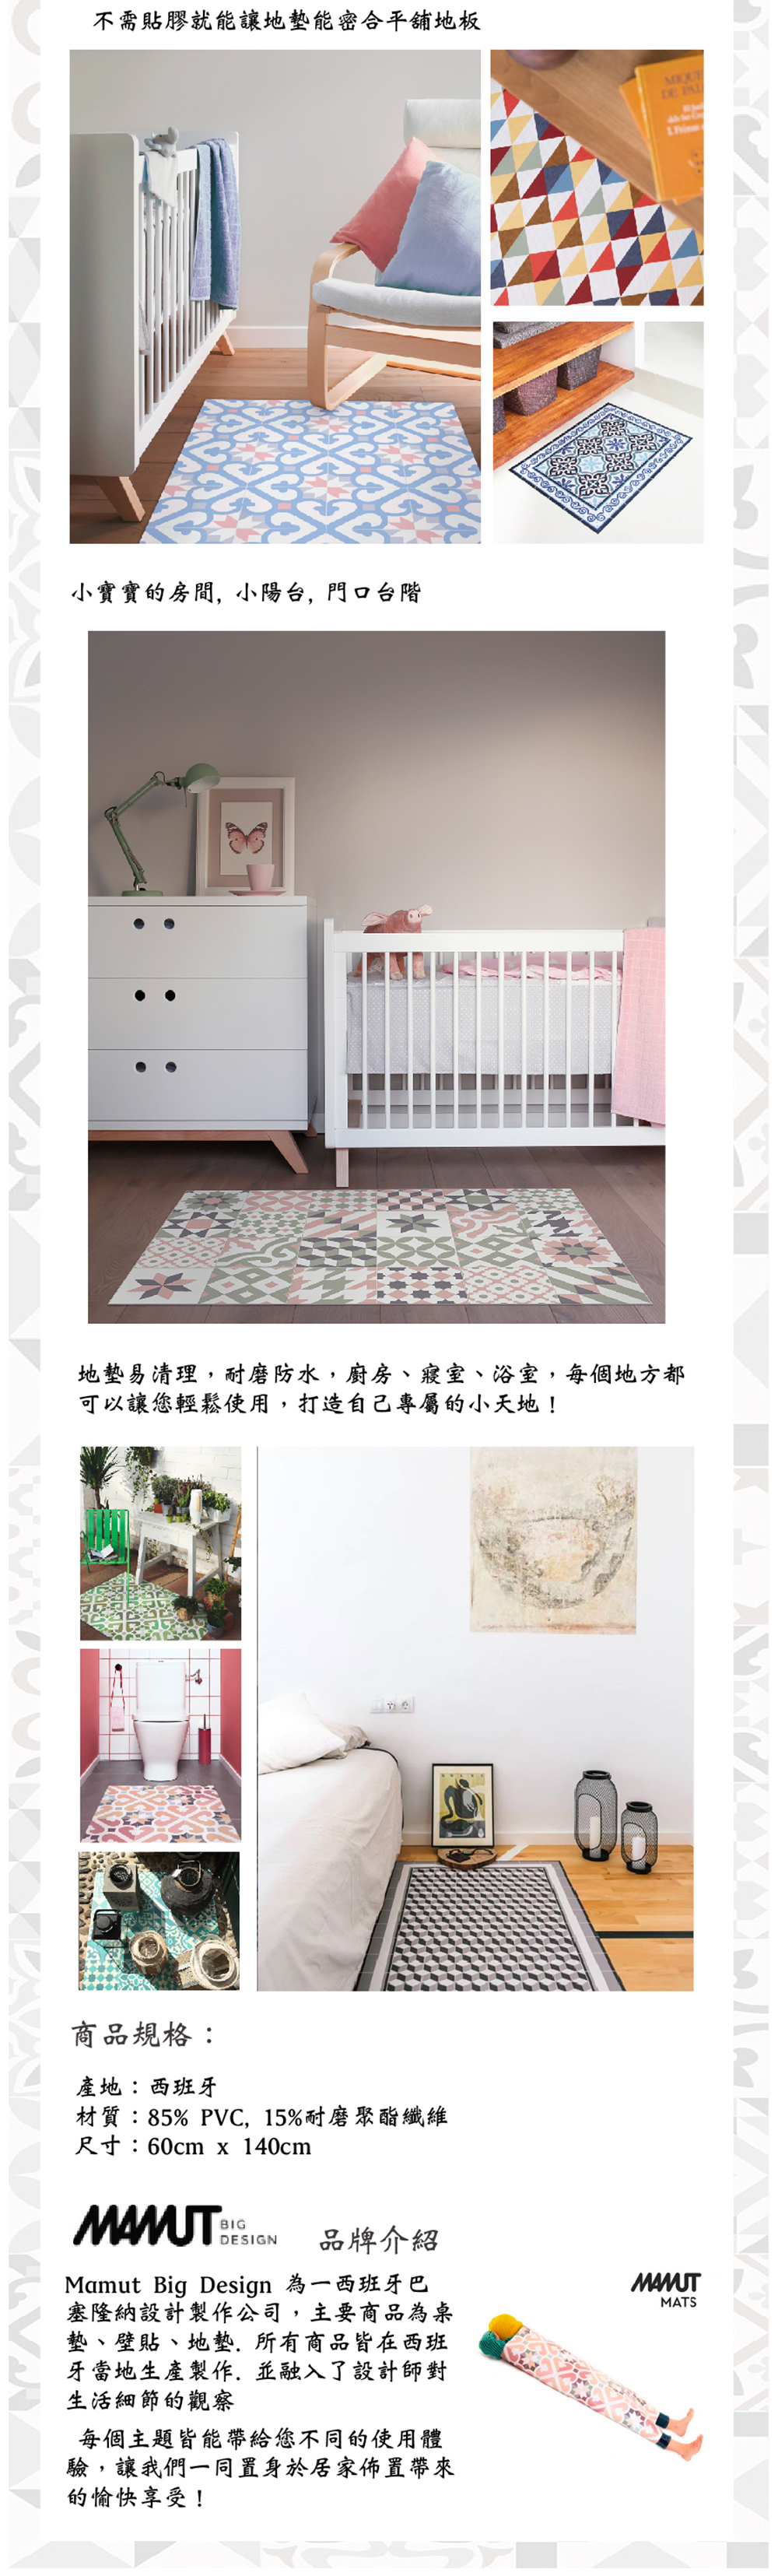 不需貼膠就能讓地墊能密合平舖地板
MIQUE
DE PAL
小寶寶的房間, 小陽台, 門口台階
地墊易清理，耐磨防水，廚房、寢室、浴室，每個地方都
可以讓您輕鬆使用，打造自己專屬的小天地！
商品規格：
產地：西班牙
材質：85% PVC, 15%耐磨聚酯纖維
尺寸：60cm x 140cm
MAMUT BIG DESIGN 品牌介紹
Mamut Big Design 為一西班牙巴
塞隆納設計製作公司，主要商品為桌
墊、壁貼、地墊. 所有商品皆在西班
牙當地生產製作. 並融入了設計師對
生活細節的觀察
每個主題皆能帶給您不同的使用體
驗，讓我們一同置身於居家佈置帶來
的愉快享受！
MAMUT
MATS